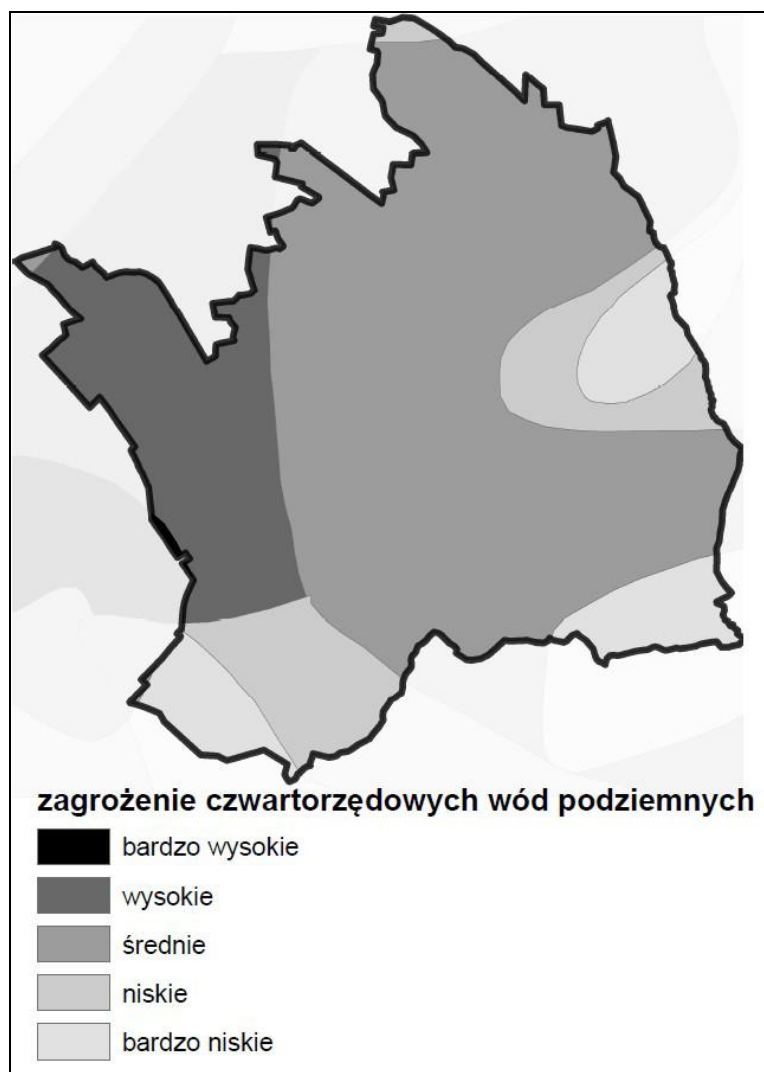 zagrożenie czwartorzędowych wód podziemnych
bardzo wysokie
wysokie
średnie
niskie
bardzo niskie